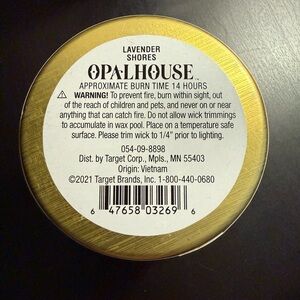 LAVENDER
SHORES
OPALHOUSE™
APPROXIMATE BURN TIME 14 HOURS
⚠ WARNING! To prevent fire, burn within sight, out
of the reach of children and pets, and never on or near
anything that can catch fire. Do not allow wick trimmings
to accumulate in wax pool. Place on a temperature safe
surface. Please trim wick to 1/4" prior to lighting.
054-09-8898
Dist. by Target Corp., Mpls., MN 55403
Origin: Vietnam
©2021 Target Brands, Inc. 1-800-440-0680
6 47658 03269 6